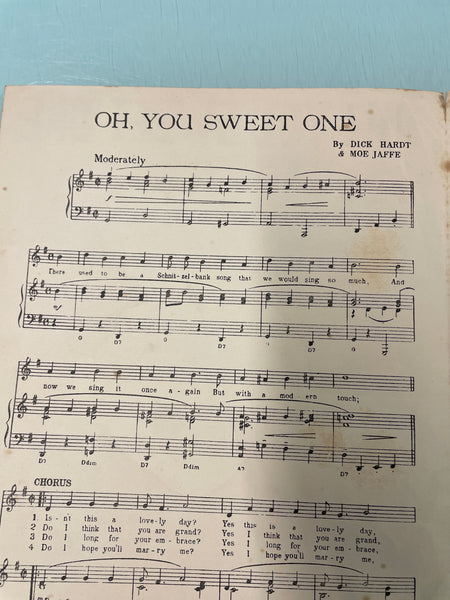 OH, YOU SWEET ONE
By DICK HARDT
& MOE JAFFE
Moderately
f
There used to be a Schnit-zel-bank song that we would sing so much, And
mf
G D7 G D7 G
now we sing it once a-gain But with a mod-ern touch;
D7 Ddim D7 Ddim A7 D7
CHORUS
1 Is-n't this a love-ly day? Yes this is a love-ly day,
2 Do I think that you are grand? Yes I think that you are grand,
3 Do I long for your em-brace? Yes I long for your em-brace,
4 Do I hope you'll mar-ry me? Yes I hope you'll mar-ry me,